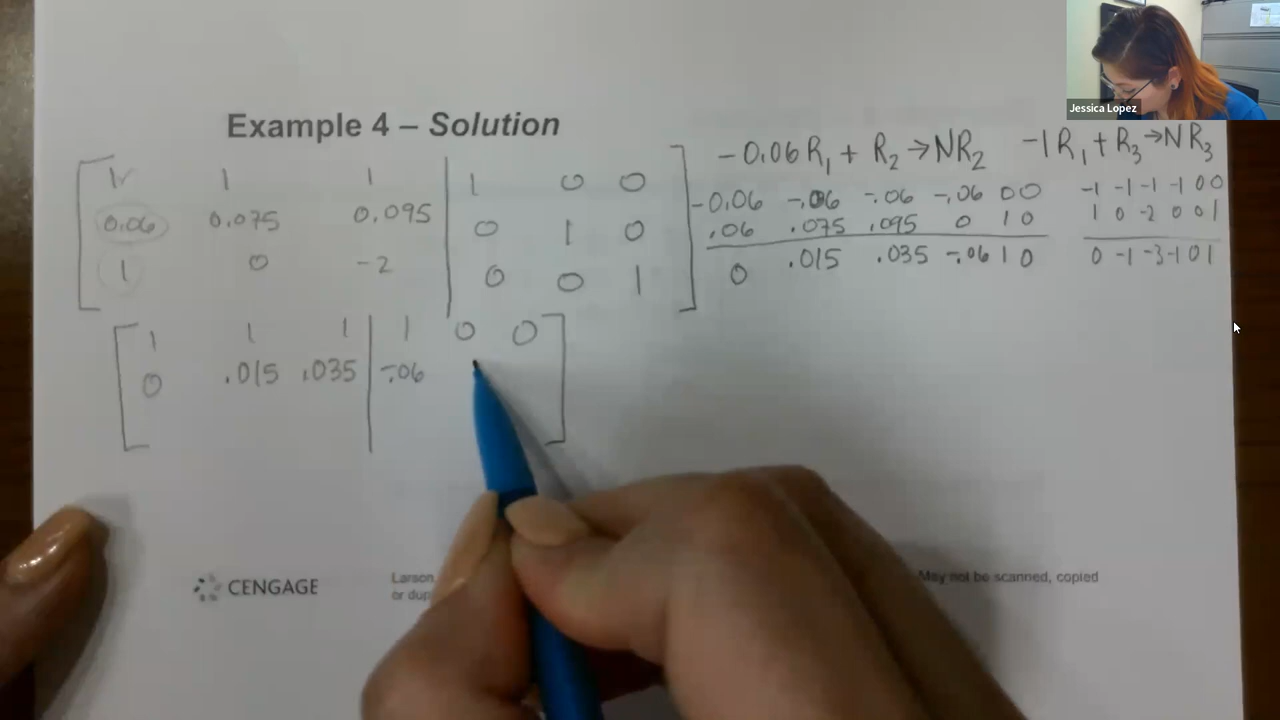 Jessica Lopez
Example 4 – Solution
-0.06R₁ + R₂ → NR₂
-1R₁ + R₃ → NR₃
1 1 1 | 1 0 0
0.06 0.075 0.095 | 0 1 0
1 0 -2 | 0 0 1
-0.06 -.06 -.06 -.06 0 0
.06 .075 .095 0 1 0
0 .015 .035 -.06 1 0
-1 -1 -1 -1 0 0
1 0 -2 0 0 1
0 -1 -3 -1 0 1
1 1 1 | 1 0 0
0 .015 .035 | -.06
CENGAGE
Larson
or dup
May not be scanned, copied